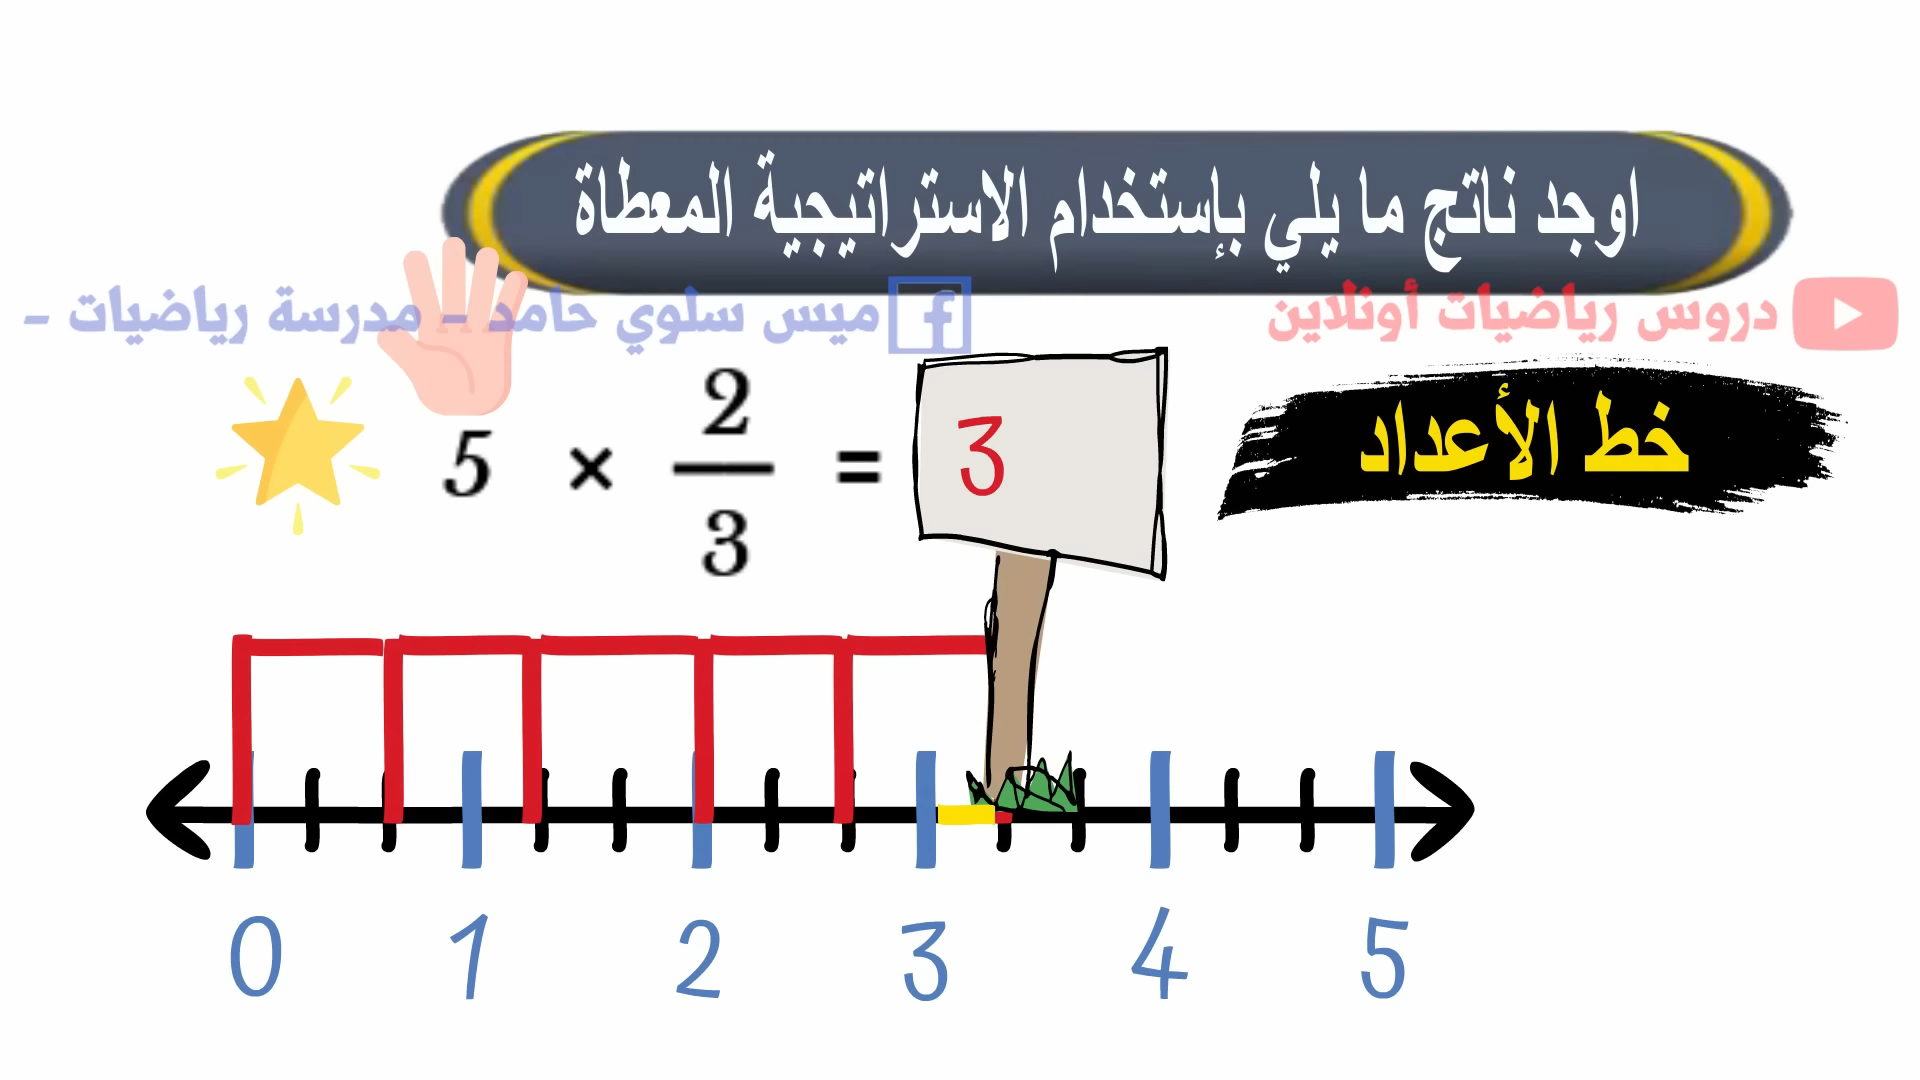 اوجد ناتج ما يلي بإستخدام الاستراتيجية المعطاة
دروس رياضيات أونلاين
ميس سلوي حامد - مدرسة رياضيات -
خط الأعداد
5 × 2/3 = 3
0 1 2 3 4 5